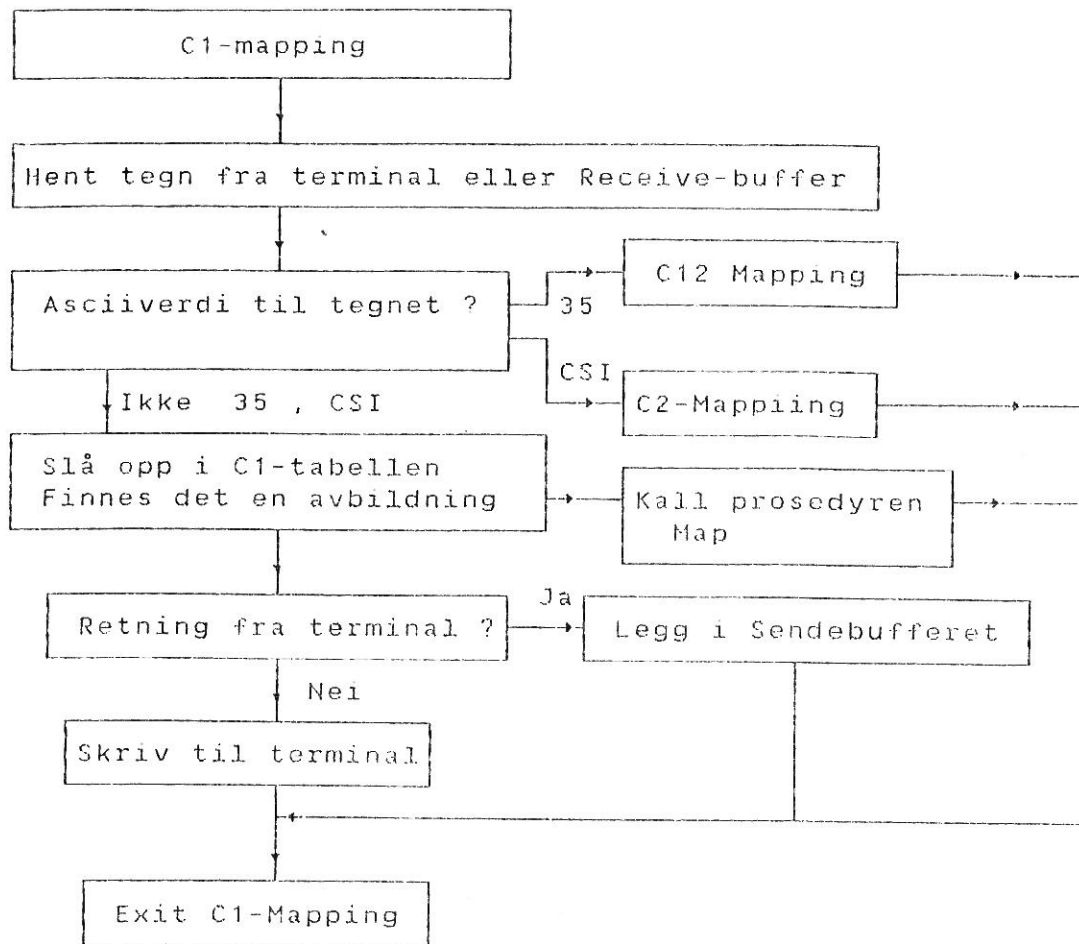 C1-mapping
Hent tegn fra terminal eller Receive-buffer
Asciiverdi til tegnet ?
35
C12 Mapping
CSI
C2-Mappiing
Ikke 35 , CSI
Slå opp i C1-tabellen
Finnes det en avbildning
Kall prosedyren
Map
Retning fra terminal ?
Ja
Legg i Sendebufferet
Nei
Skriv til terminal
Exit C1-Mapping